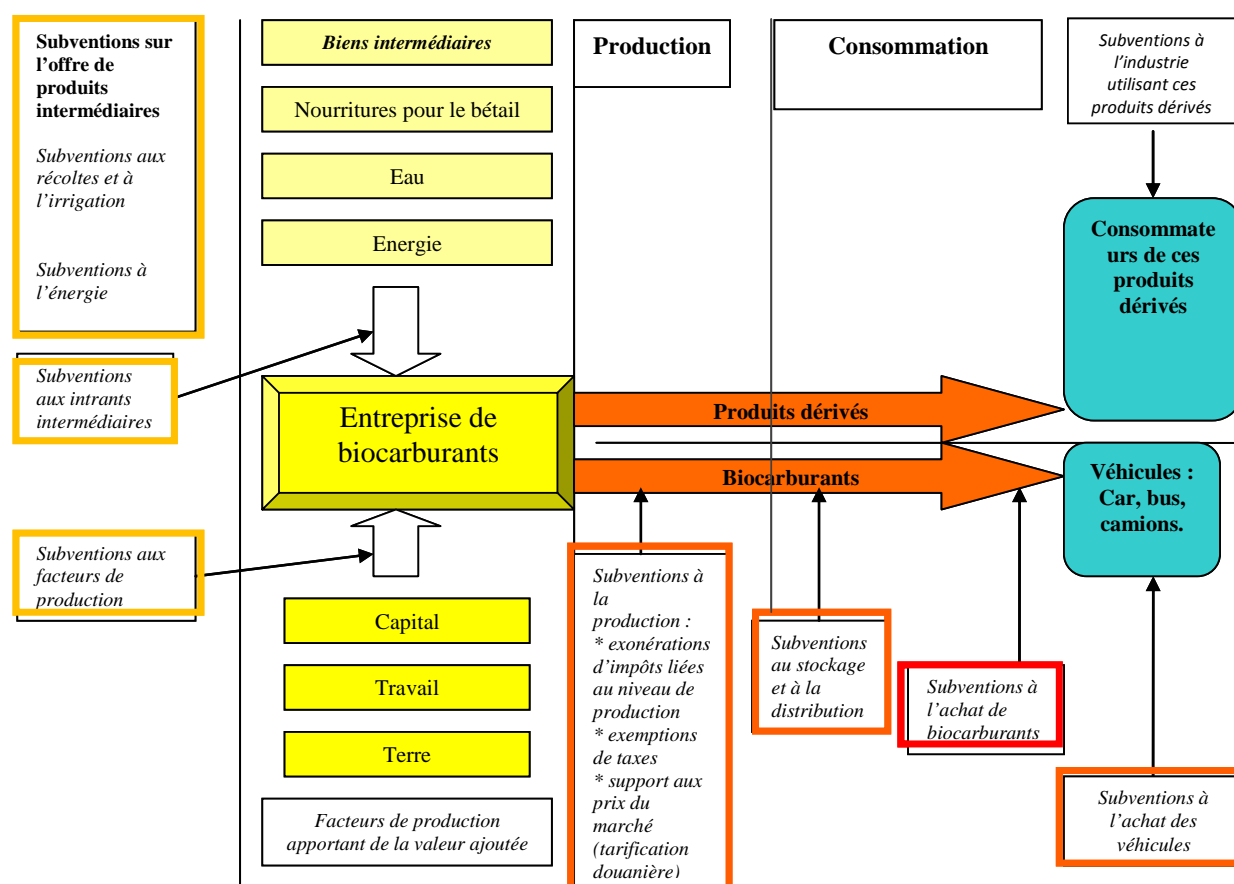 Subventions sur
l'offre de
produits
intermédiaires
Subventions aux
récoltes et à
l'irrigation
Subventions à
l'énergie
Subventions
aux intrants
intermédiaires
Subventions aux
facteurs de
production
Biens intermédiaires
Nourritures pour le bétail
Eau
Energie
Entreprise de
biocarburants
Capital
Travail
Terre
Facteurs de production
apportant de la valeur ajoutée
Production
Consommation
Produits dérivés
Biocarburants
Subventions à
la
production :
* exonérations
d'impôts liées
au niveau de
production
* exemptions
de taxes
* support aux
prix du
marché
(tarification
douanière)
Subventions
au stockage
et à la
distribution
Subventions à
l'achat de
biocarburants
Subventions à
l'industrie
utilisant ces
produits dérivés
Consommate
urs de ces
produits
dérivés
Véhicules :
Car, bus,
camions.
Subventions à
l'achat des
véhicules